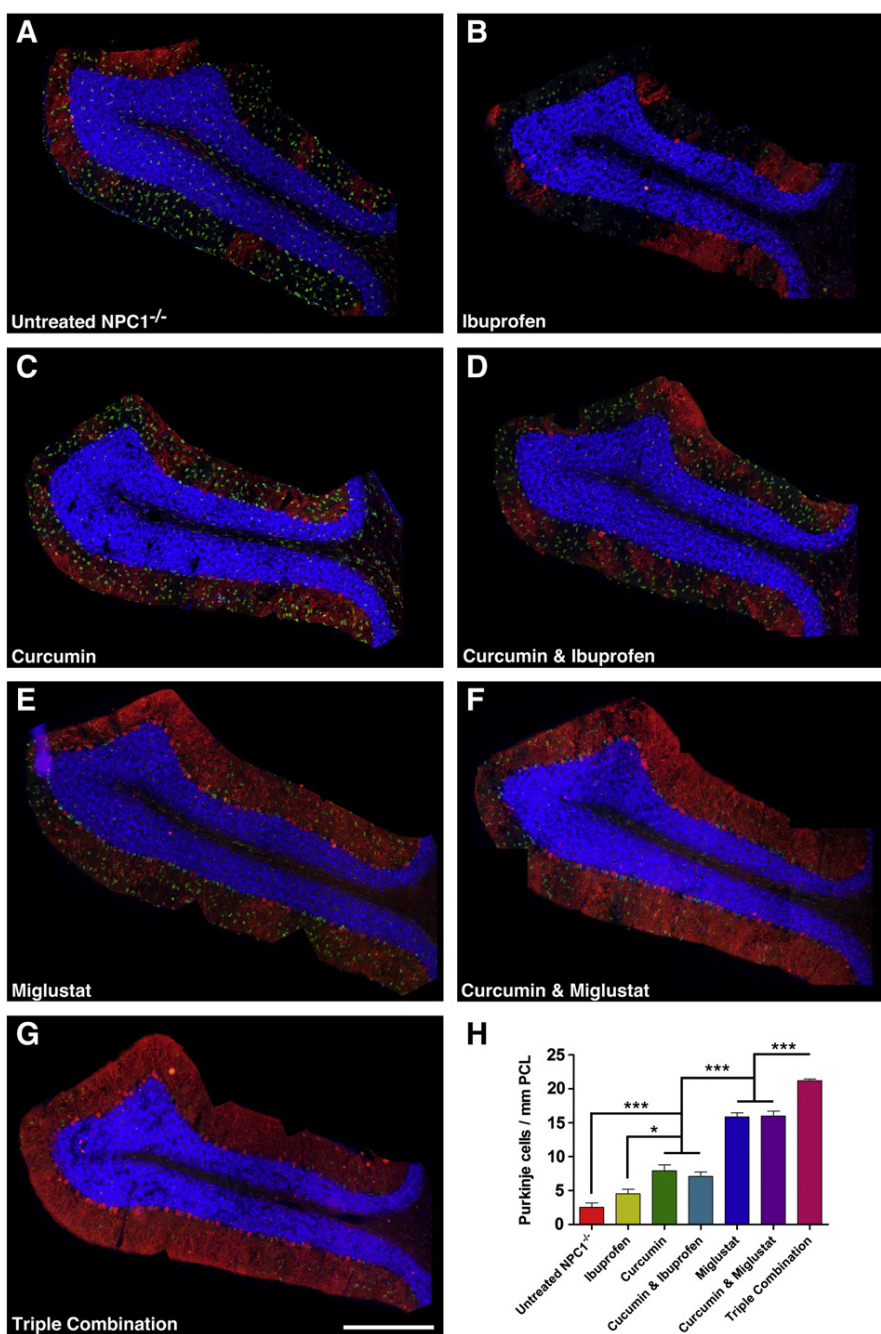 A
Untreated NPC1-/-
B
Ibuprofen
C
Curcumin
D
Curcumin & Ibuprofen
E
Miglustat
F
Curcumin & Miglustat
G
Triple Combination
H
Purkinje cells / mm PCL
25
20
15
10
5
0
***
***
***
*
Untreated NPC1-/-
Ibuprofen
Curcumin
Cucumin & Ibuprofen
Miglustat
Curcumin & Miglustat
Triple Combination